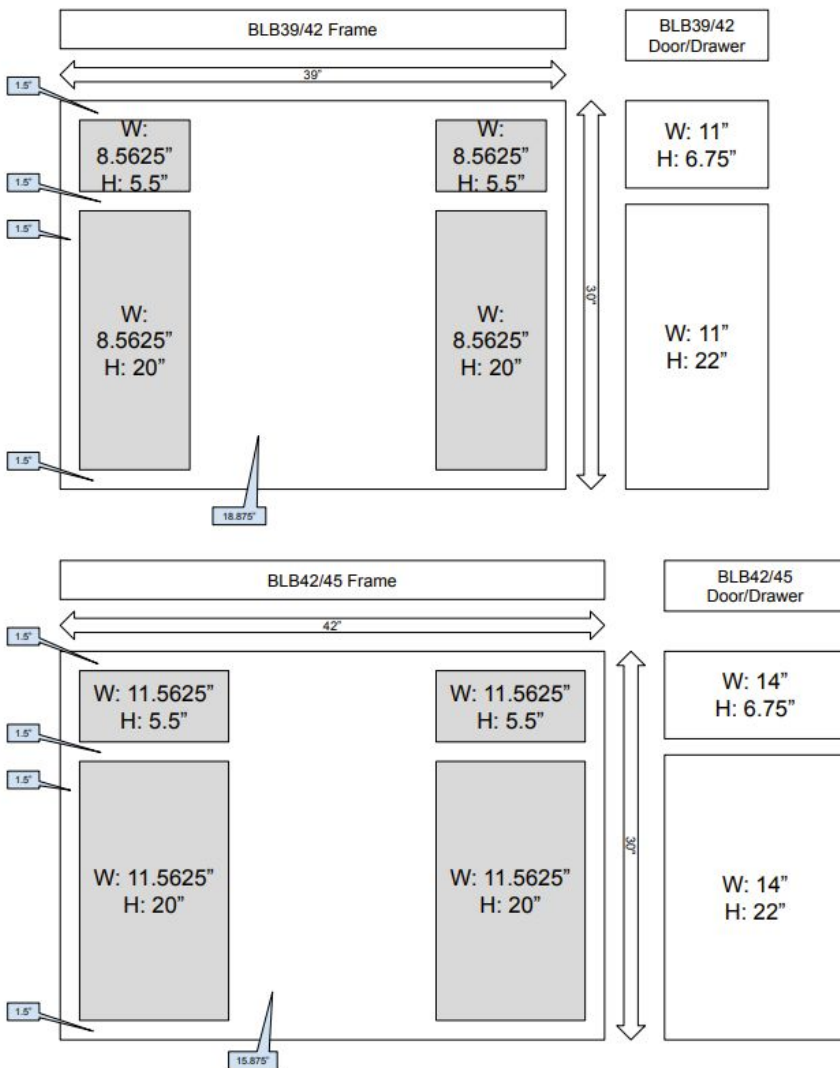 BLB39/42 Frame
BLB39/42
Door/Drawer
39"
1.5"
W:
8.5625"
H: 5.5"
W:
8.5625"
H: 5.5"
W: 11"
H: 6.75"
1.5"
1.5"
W:
8.5625"
H: 20"
W:
8.5625"
H: 20"
30"
W: 11"
H: 22"
1.5"
18.875"
BLB42/45 Frame
BLB42/45
Door/Drawer
42"
1.5"
W: 11.5625"
H: 5.5"
W: 11.5625"
H: 5.5"
W: 14"
H: 6.75"
1.5"
1.5"
W: 11.5625"
H: 20"
W: 11.5625"
H: 20"
30"
W: 14"
H: 22"
1.5"
15.875"